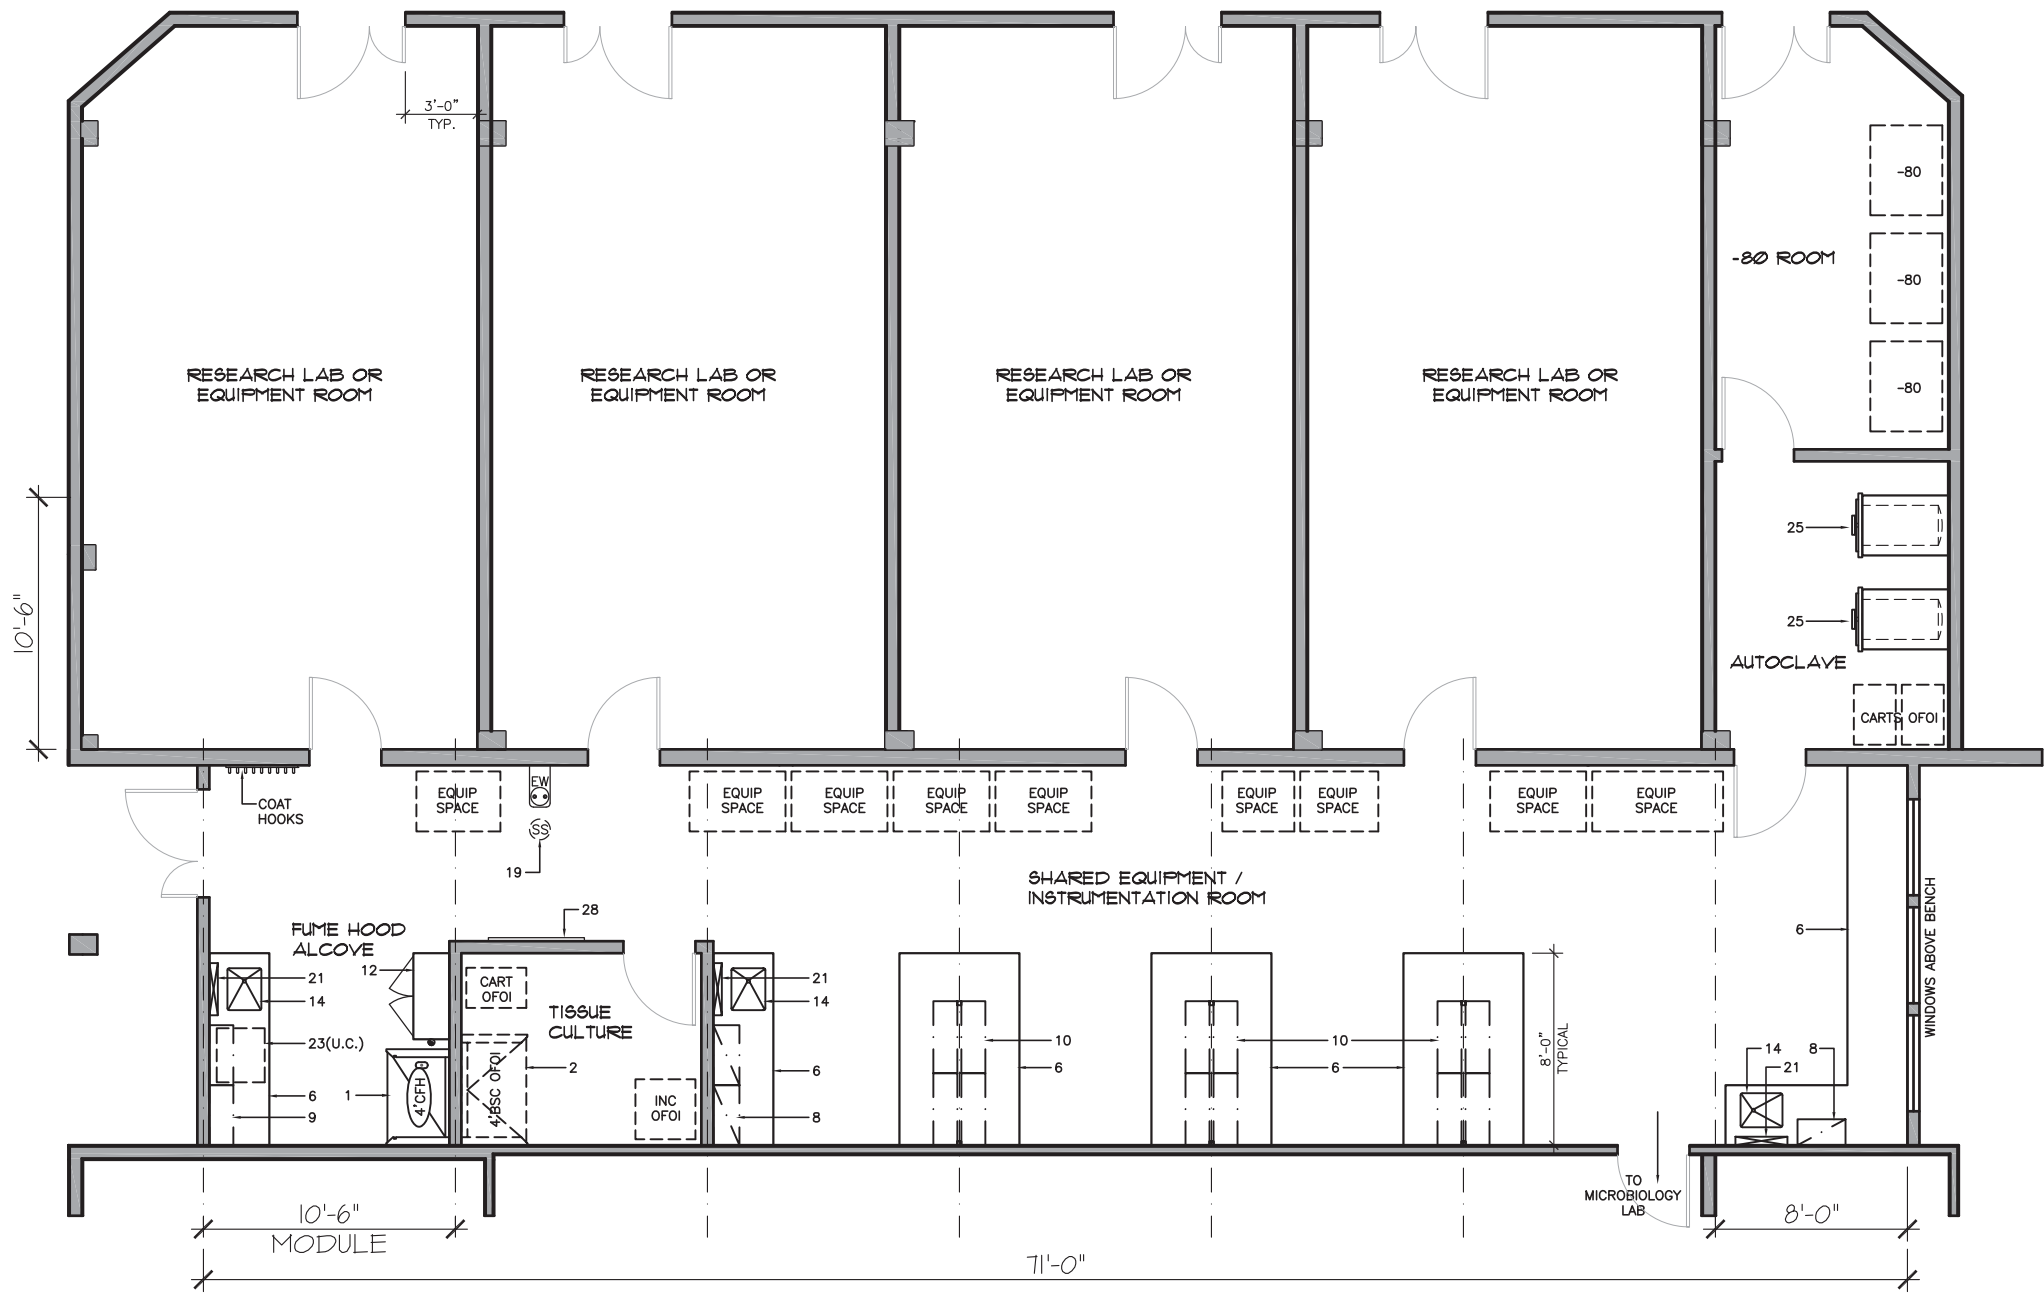 3'-0"
TYP.
-80
-80 ROOM
-80
-80
RESEARCH LAB OR
EQUIPMENT ROOM
RESEARCH LAB OR
EQUIPMENT ROOM
RESEARCH LAB OR
EQUIPMENT ROOM
RESEARCH LAB OR
EQUIPMENT ROOM
10'-6"
25
25
AUTOCLAVE
CARTS OFOI
COAT
HOOKS
EQUIP
SPACE
EW
SS
19
EQUIP
SPACE
EQUIP
SPACE
EQUIP
SPACE
EQUIP
SPACE
EQUIP
SPACE
EQUIP
SPACE
EQUIP
SPACE
EQUIP
SPACE
SHARED EQUIPMENT /
INSTRUMENTATION ROOM
FUME HOOD
ALCOVE
28
12
21
14
23(U.C.)
1
6
9
4'CFH
CART
OFOI
TISSUE
CULTURE
4'BSC OFOI
2
INC
OFOI
21
14
6
8
10
6
10
6
8'-0"
TYPICAL
6
WINDOWS ABOVE BENCH
14
8
21
TO
MICROBIOLOGY
LAB
10'-6"
MODULE
8'-0"
71'-0"